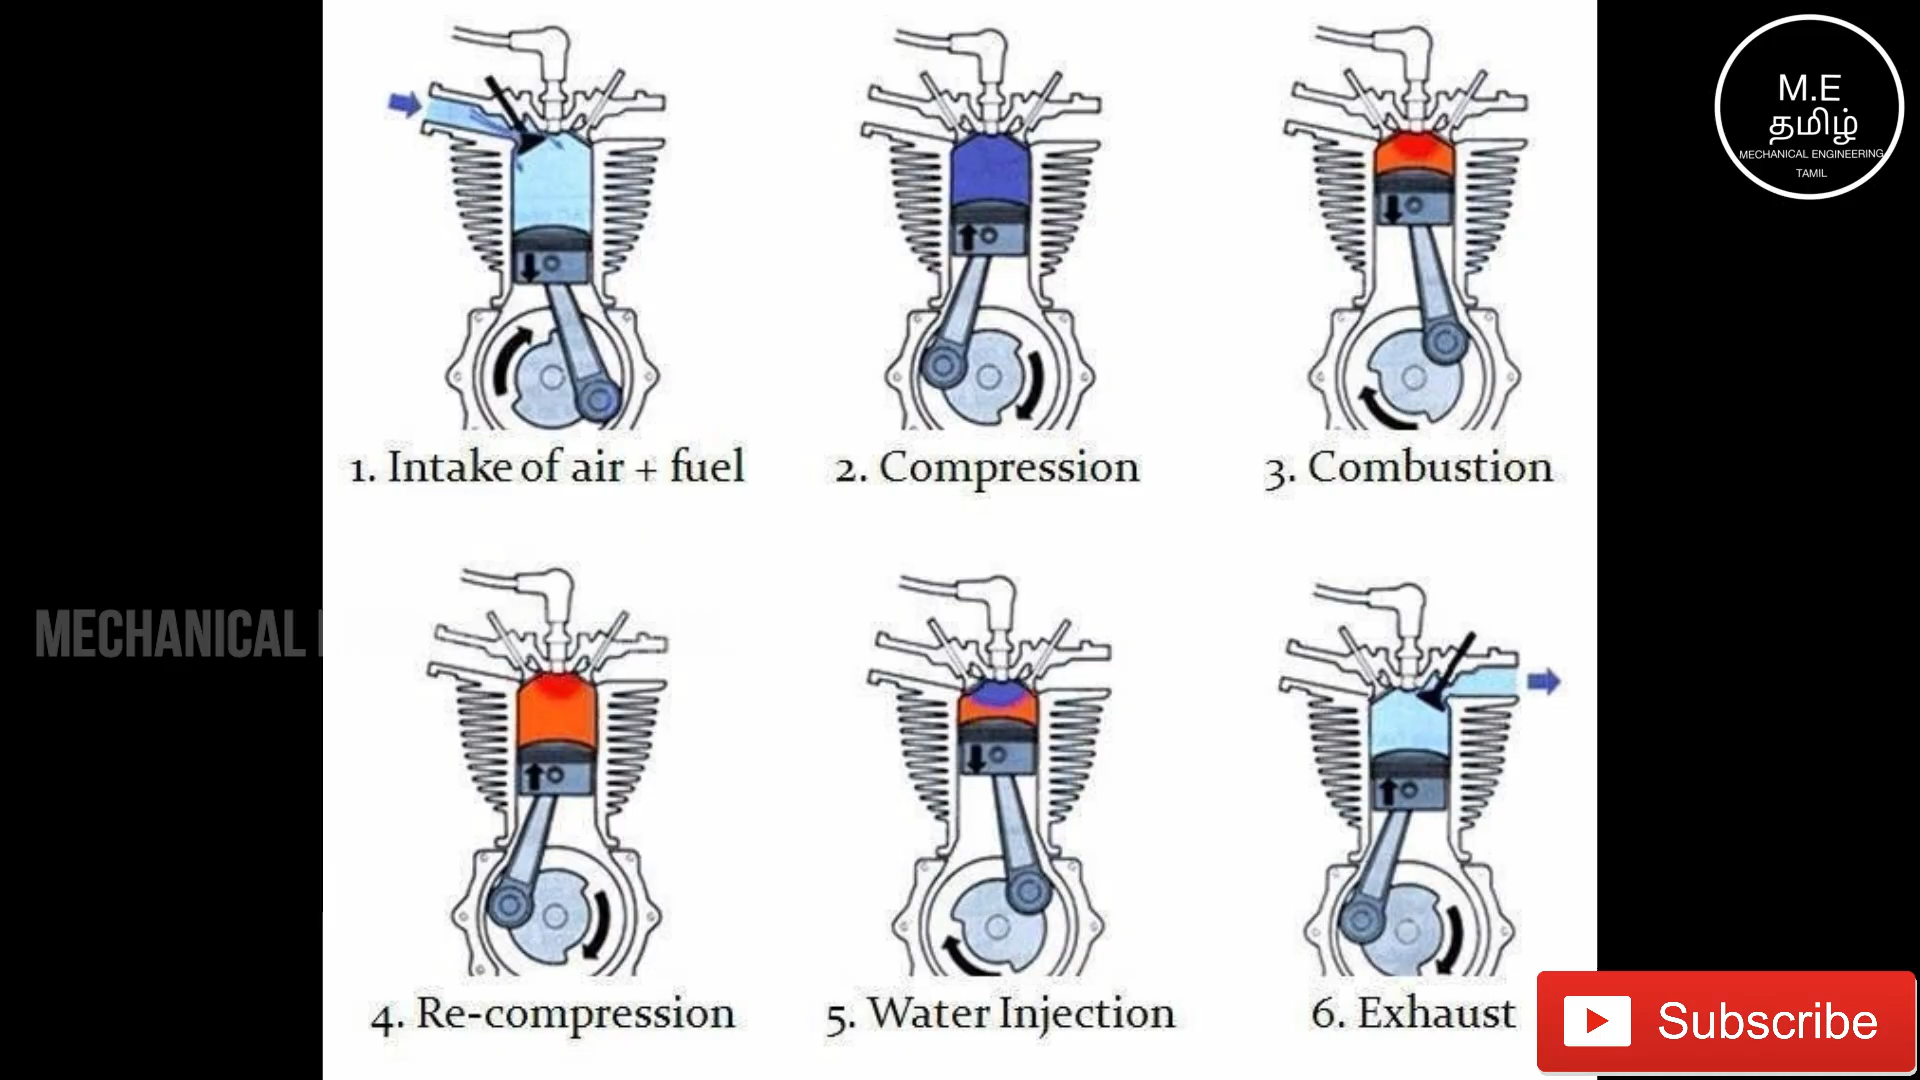 M.E
தமிழ்
MECHANICAL ENGINEERING
TAMIL
1. Intake of air + fuel
2. Compression
3. Combustion
MECHANICAL
4. Re-compression
5. Water Injection
6. Exhaust
Subscribe